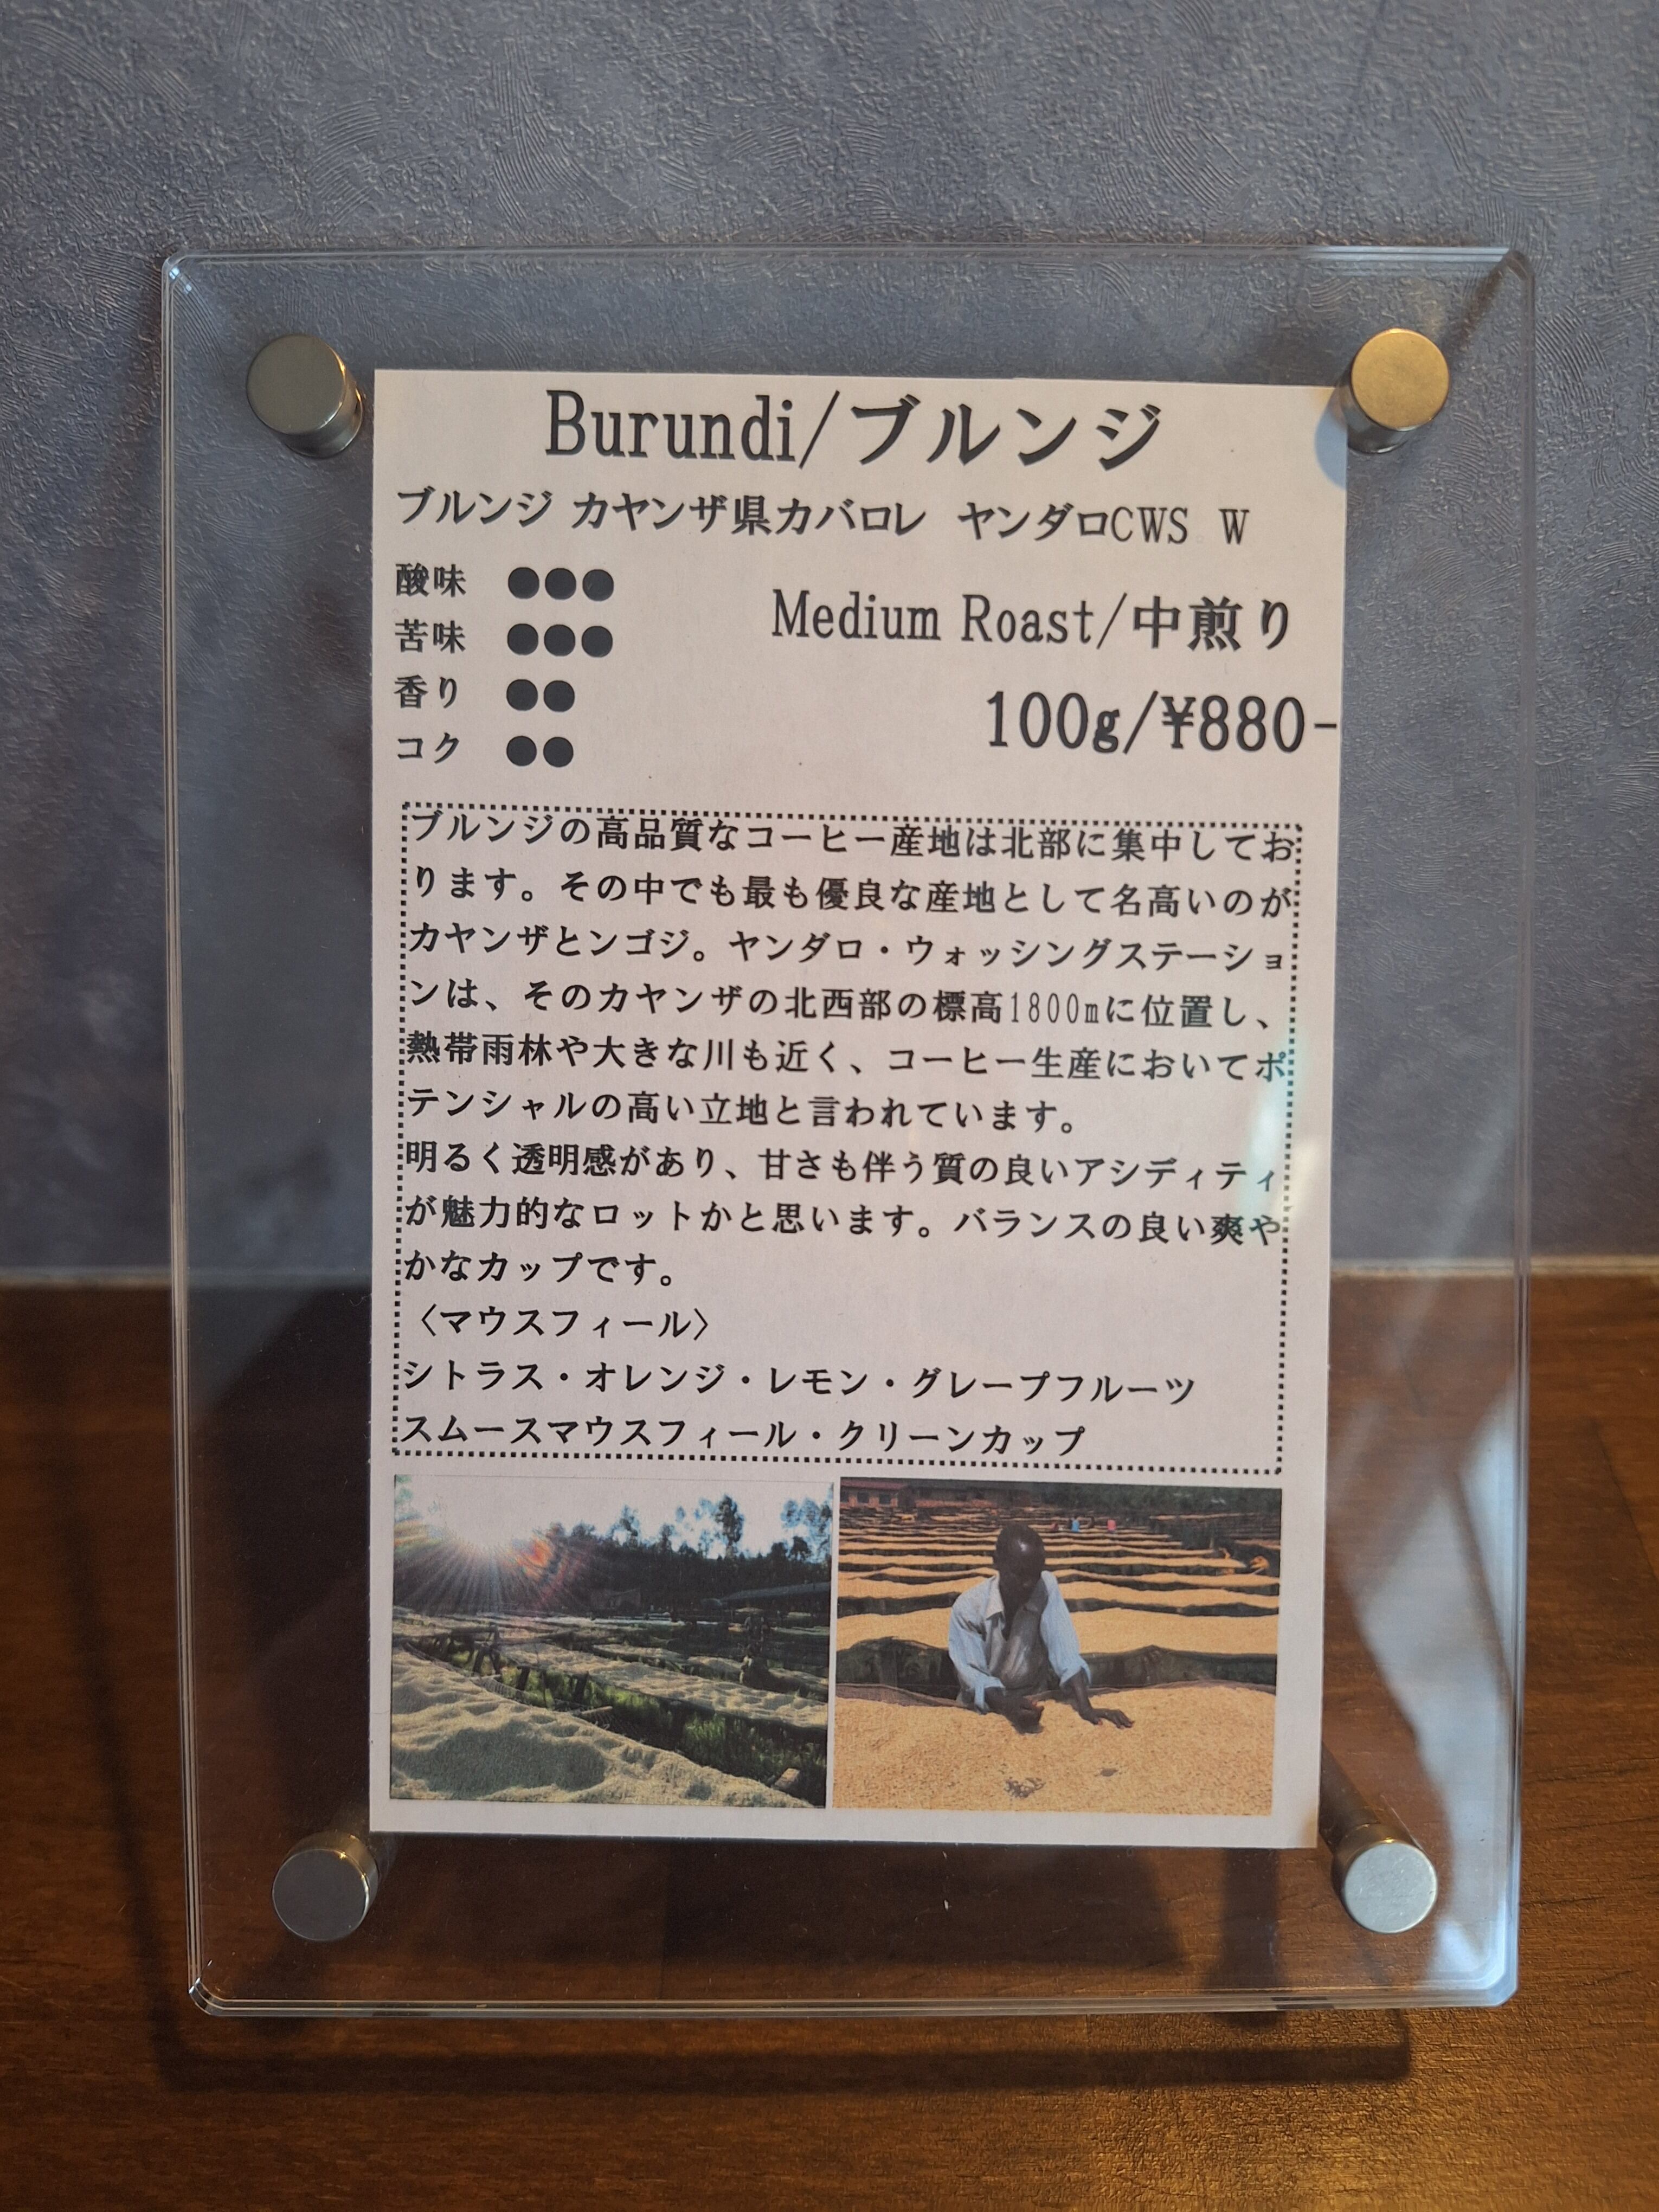 Burundi/ブルンジ
ブルンジ カヤンザ県カバロレ ヤンダロCWS W
酸味 ●●●
苦味 ●●●
Medium Roast/中煎り
香り ●●
100g/¥880-
コク ●●
ブルンジの高品質なコーヒー産地は北部に集中してお
ります。その中でも最も優良な産地として名高いのが
カヤンザとンゴジ。ヤンダロ・ウォッシングステーショ
ンは、そのカヤンザの北西部の標高1800mに位置し、
熱帯雨林や大きな川も近く、コーヒー生産においてポ
テンシャルの高い立地と言われています。
明るく透明感があり、甘さも伴う質の良いアシディティ
が魅力的なロットかと思います。バランスの良い爽や
かなカップです。
〈マウスフィール〉
シトラス・オレンジ・レモン・グレープフルーツ
スムースマウスフィール・クリーンカップ